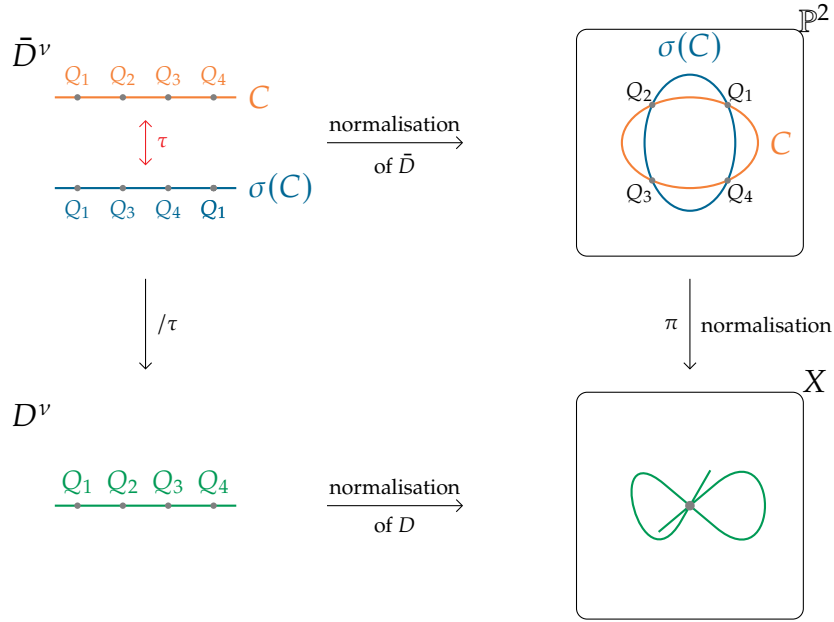 ℙ²
D̄^ν
σ(C)
Q₁ Q₂ Q₃ Q₄
C
Q₂ Q₁
normalisation
τ
C
of D̄
σ(C)
Q₃ Q₄
Q₁ Q₃ Q₄ Q₁
/τ
π normalisation
X
D^ν
Q₁ Q₂ Q₃ Q₄
normalisation
of D